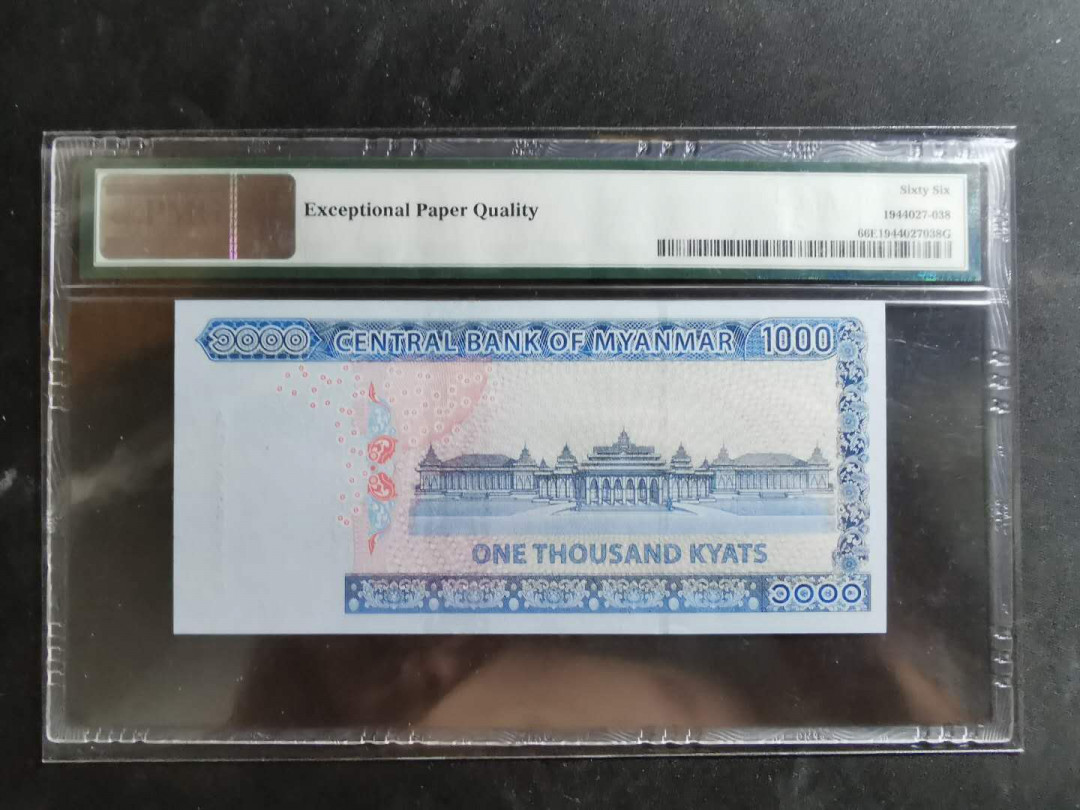 Exceptional Paper Quality
Sixty Six
1944027-038
66E1944027038G
၁၀၀၀ CENTRAL BANK OF MYANMAR 1000
ONE THOUSAND KYATS
၁၀၀၀